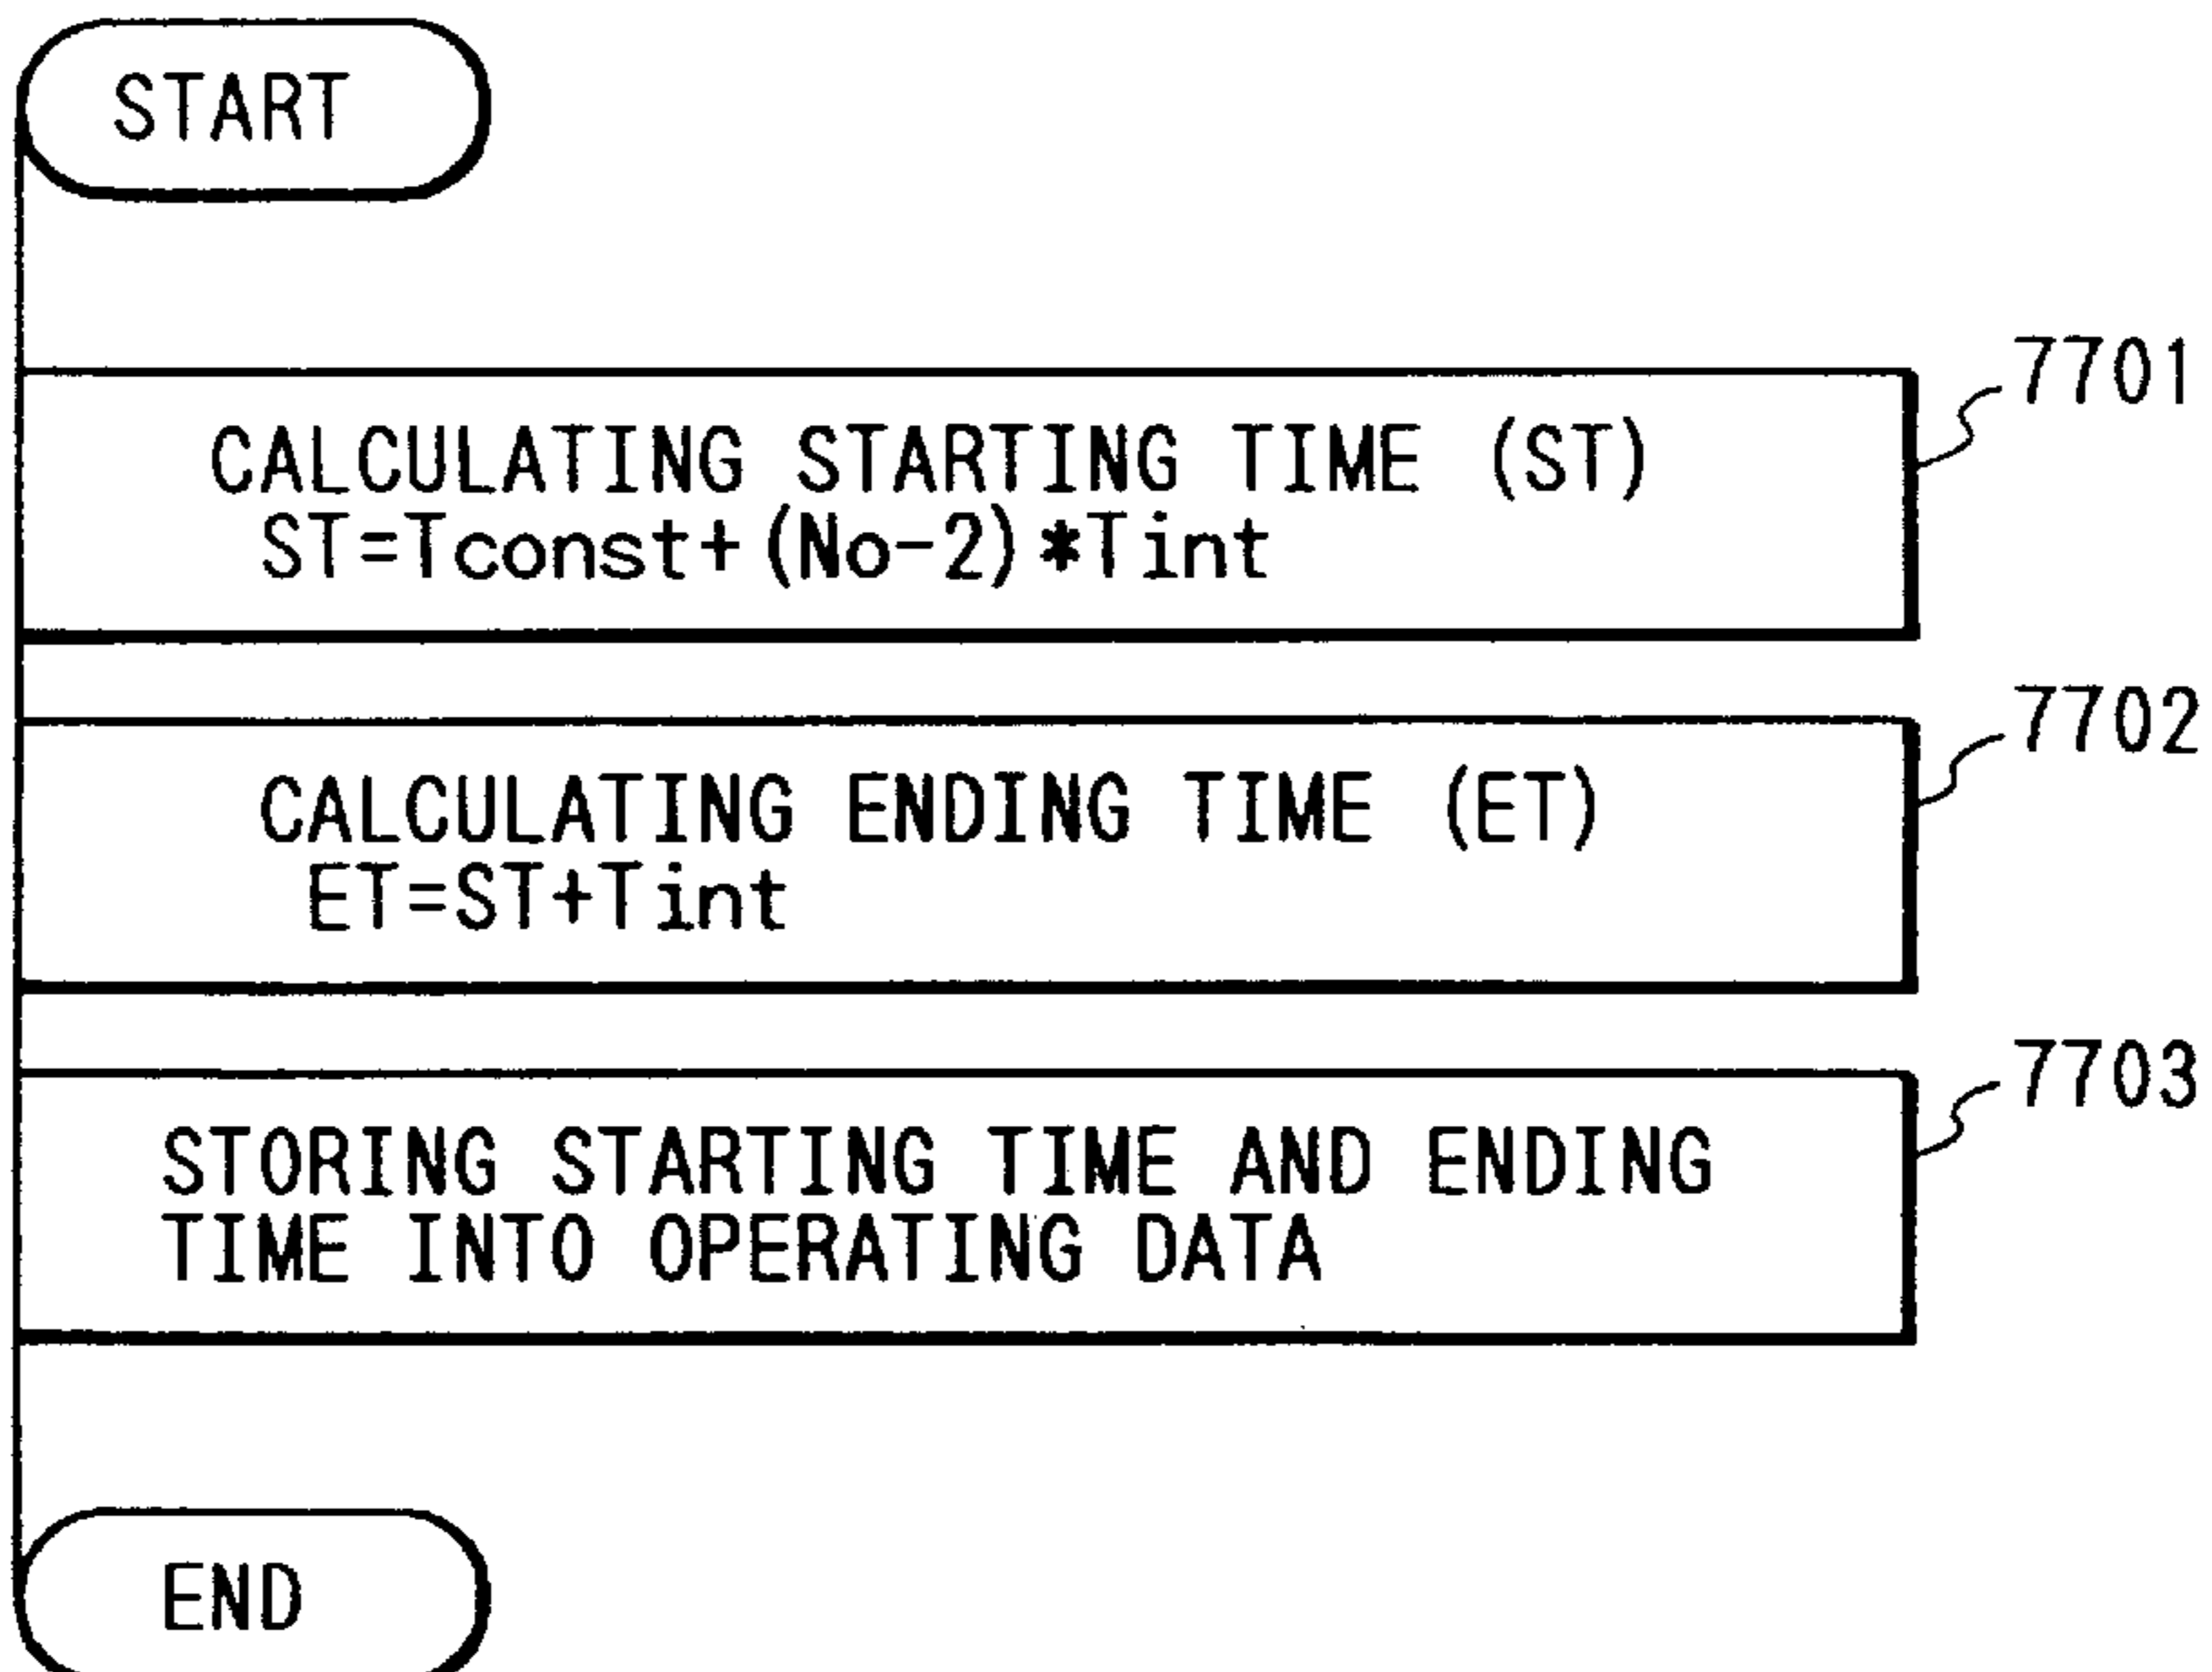 START
7701
CALCULATING STARTING TIME (ST)
ST=Tconst+(No-2)*Tint
7702
CALCULATING ENDING TIME (ET)
ET=ST+Tint
7703
STORING STARTING TIME AND ENDING
TIME INTO OPERATING DATA
END